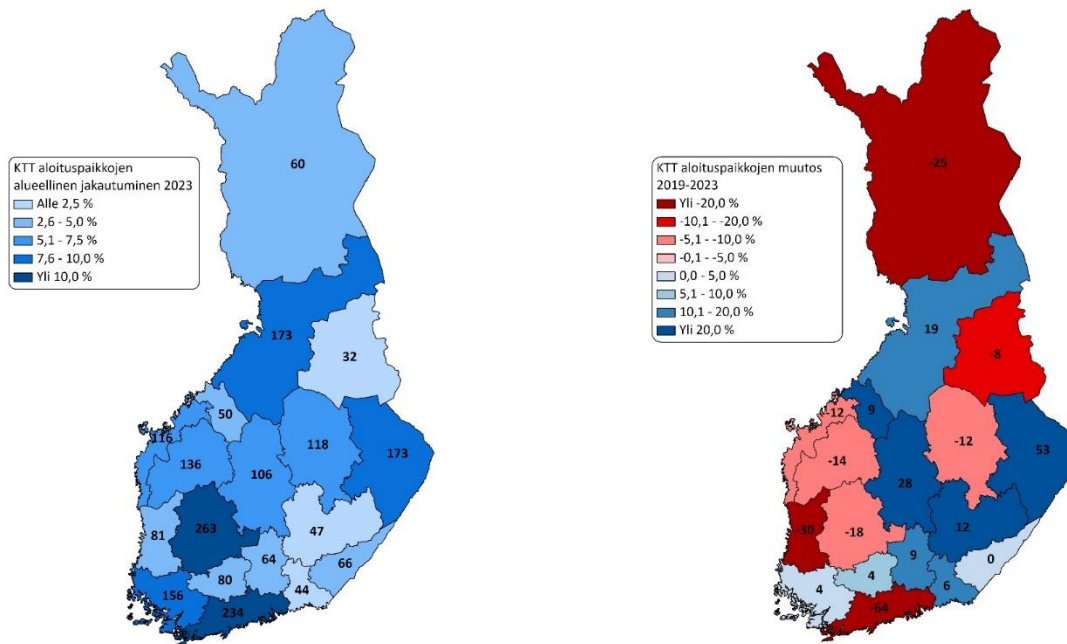 KTT aloituspaikkojen
alueellinen jakautuminen 2023
Alle 2,5 %
2,6 - 5,0 %
5,1 - 7,5 %
7,6 - 10,0 %
Yli 10,0 %
60
173
32
50
116
136
106
118
173
81
263
47
64
66
80
44
156
234
KTT aloituspaikkojen muutos
2019-2023
Yli -20,0 %
-10,1 - -20,0 %
-5,1 - -10,0 %
-0,1 - -5,0 %
0,0 - 5,0 %
5,1 - 10,0 %
10,1 - 20,0 %
Yli 20,0 %
-25
19
-8
-12
9
-14
28
-12
53
-30
-18
12
9
0
4
4
6
-64